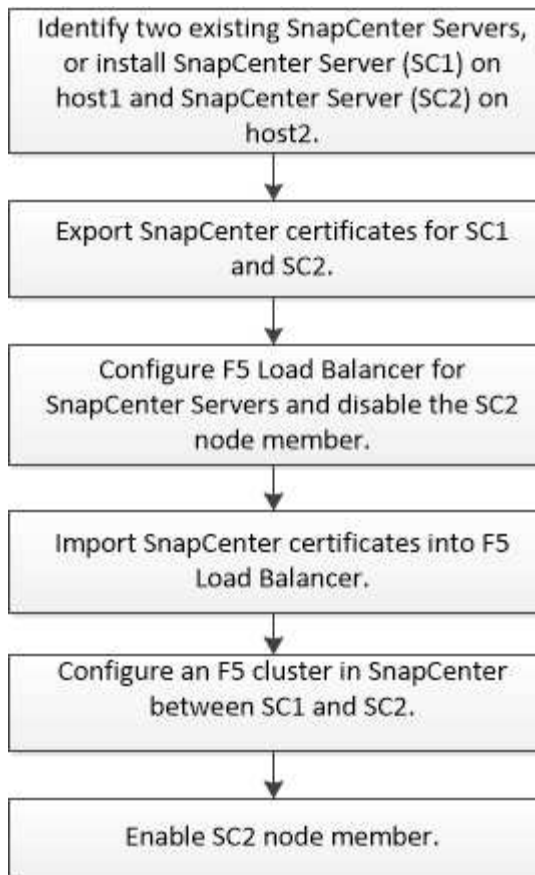 Identify two existing SnapCenter Servers,
or install SnapCenter Server (SC1) on
host1 and SnapCenter Server (SC2) on
host2.
Export SnapCenter certificates for SC1
and SC2.
Configure F5 Load Balancer for
SnapCenter Servers and disable the SC2
node member.
Import SnapCenter certificates into F5
Load Balancer.
Configure an F5 cluster in SnapCenter
between SC1 and SC2.
Enable SC2 node member.